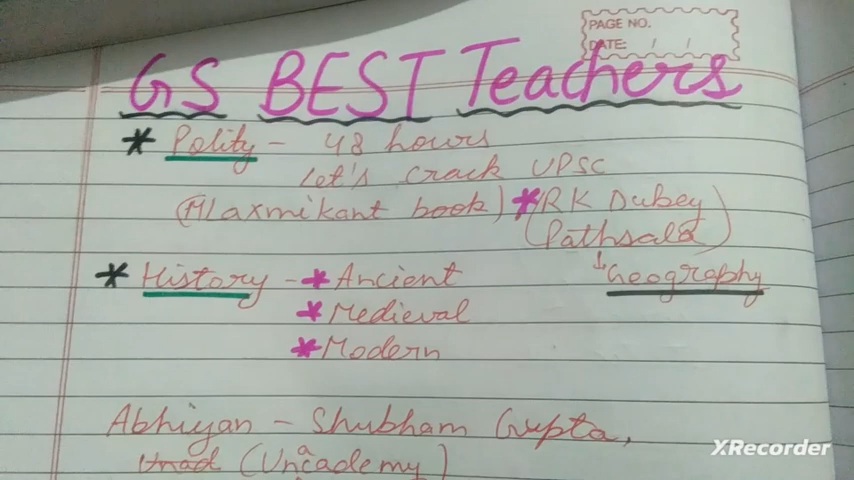 PAGE NO.
DATE: / /
GS BEST Teachers
* Polity - 48 hours
Let's crack UPSC
(M Laxmikant book) * (RK Dubey
(Pathsala)
* History - * Ancient
Geography
* Medieval
* Modern
Abhiyan - Shubham Gupta,
Unad (Unacademy)
XRecorder